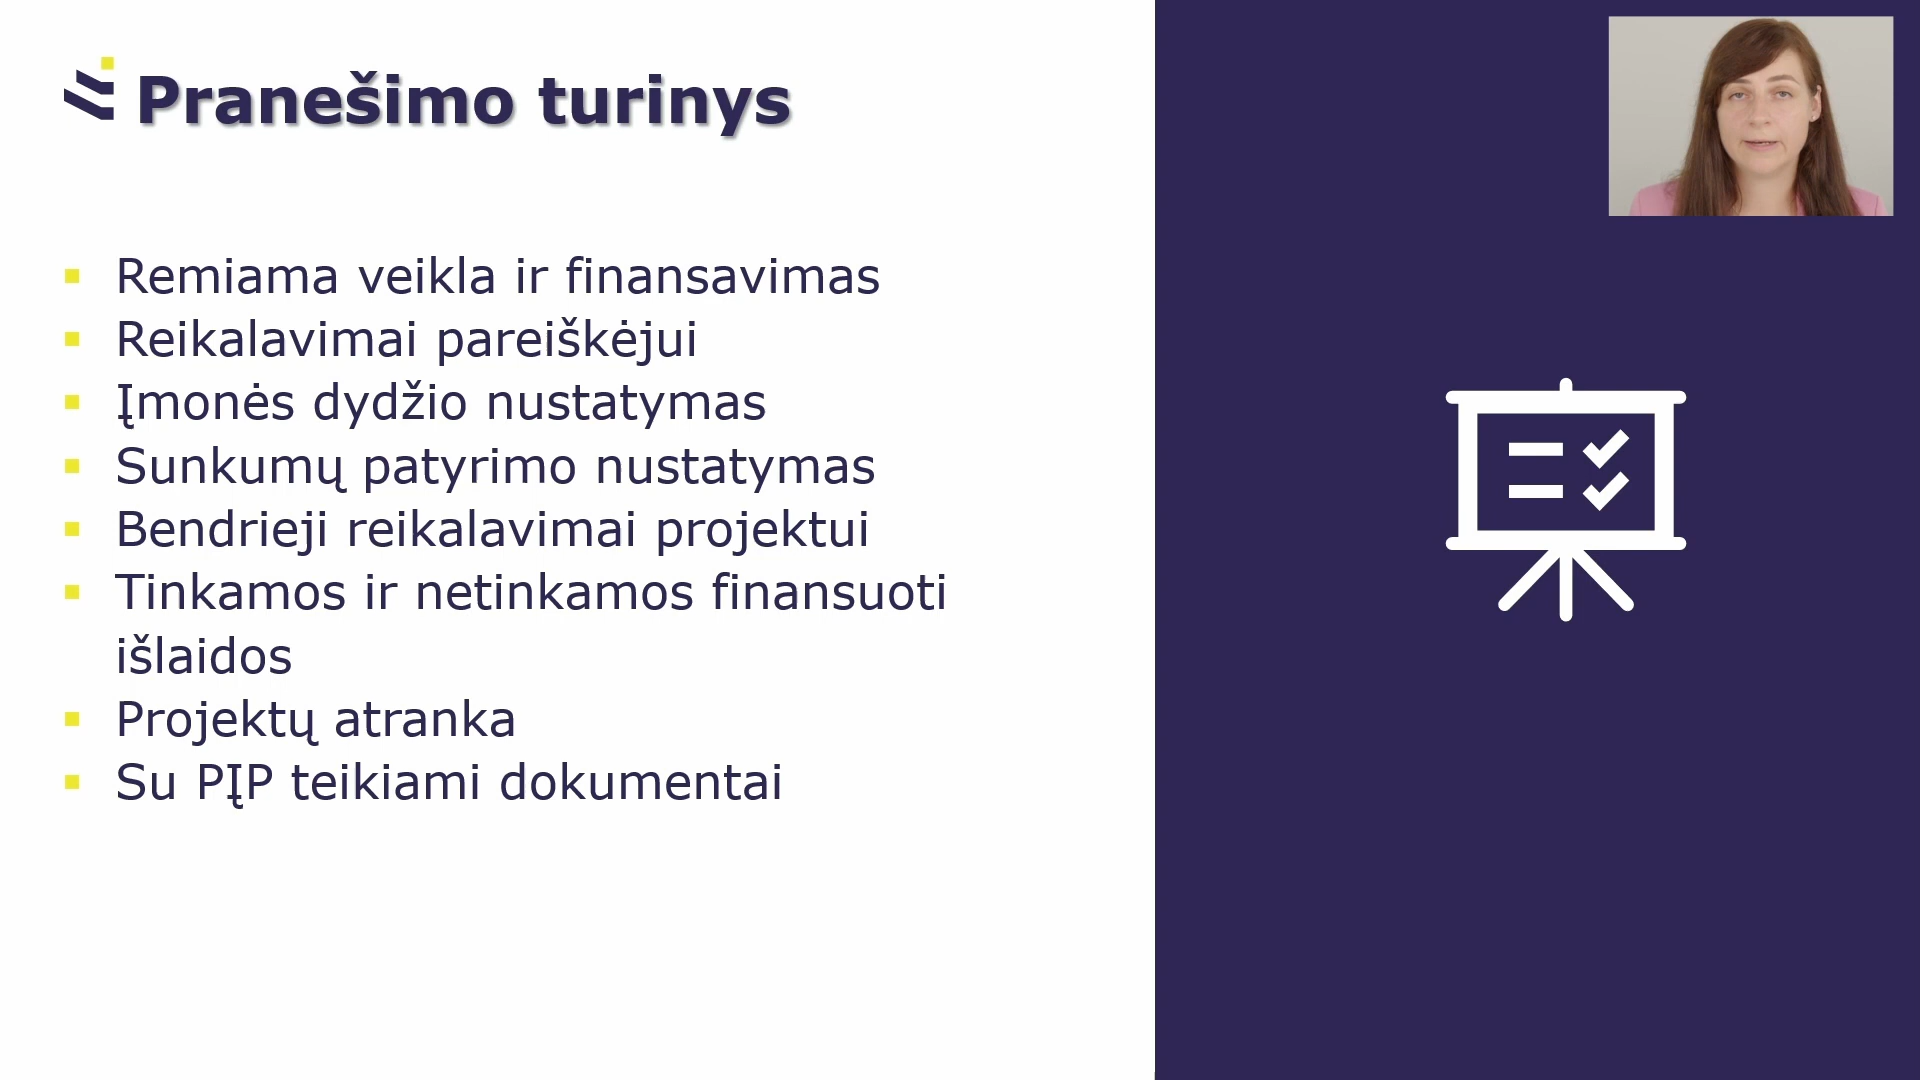 Pranešimo turinys
Remiama veikla ir finansavimas
Reikalavimai pareiškėjui
Įmonės dydžio nustatymas
Sunkumų patyrimo nustatymas
Bendrieji reikalavimai projektui
Tinkamos ir netinkamos finansuoti
išlaidos
Projektų atranka
Su PĮP teikiami dokumentai